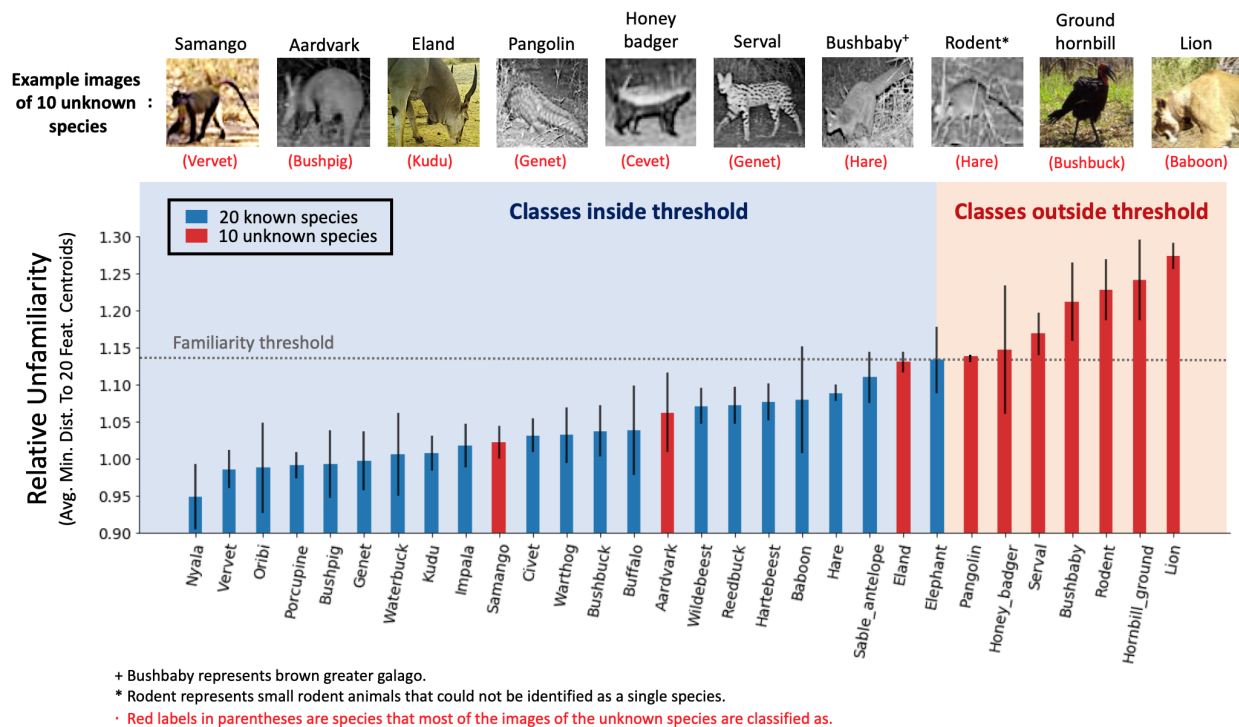 Example images
of 10 unknown :
species
Samango
Aardvark
Eland
Pangolin
Honey
badger
Serval
Bushbaby+
Rodent*
Ground
hornbill
Lion
(Vervet)
(Bushpig)
(Kudu)
(Genet)
(Cevet)
(Genet)
(Hare)
(Hare)
(Bushbuck)
(Baboon)
20 known species
10 unknown species
Classes inside threshold
Classes outside threshold
Relative Unfamiliarity
(Avg. Min. Dist. To 20 Feat. Centroids)
1.30
1.25
1.20
1.15
1.10
1.05
1.00
0.95
0.90
Familiarity threshold
Nyala
Vervet
Oribi
Porcupine
Bushpig
Genet
Waterbuck
Kudu
Impala
Samango
Civet
Warthog
Bushbuck
Buffalo
Aardvark
Wildebeest
Reedbuck
Hartebeest
Baboon
Hare
Sable_antelope
Eland
Elephant
Pangolin
Honey_badger
Serval
Bushbaby
Rodent
Hornbill_ground
Lion
+ Bushbaby represents brown greater galago.
* Rodent represents small rodent animals that could not be identified as a single species.
· Red labels in parentheses are species that most of the images of the unknown species are classified as.